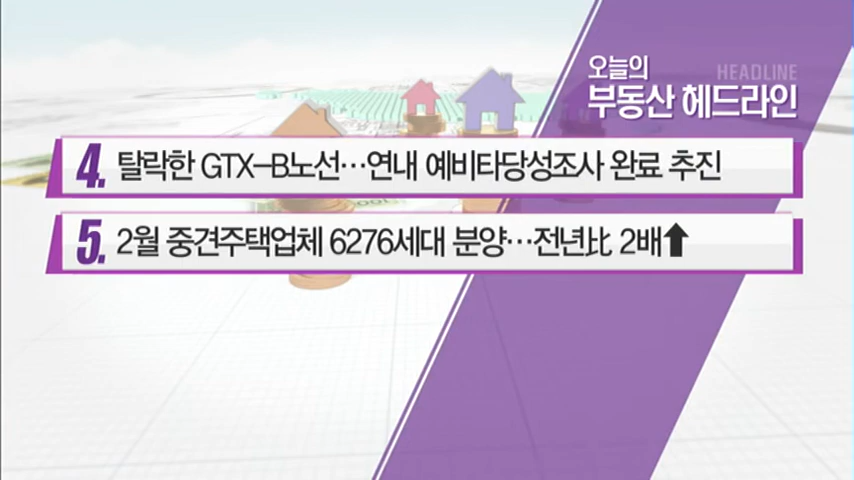 오늘의
HEADLINE
부동산 헤드라인
4. 탈락한 GTX-B노선…연내 예비타당성조사 완료 추진
5. 2월 중견주택업체 6276세대 분양…전년比 2배⬆